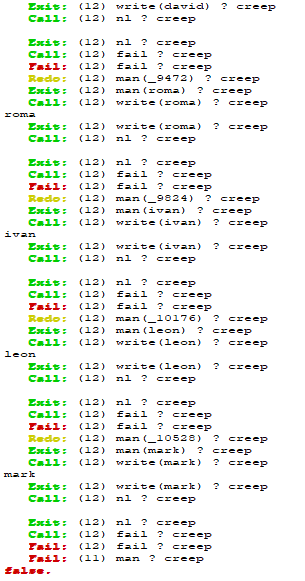 Exit: (12) write(david) ? creep
Call: (12) nl ? creep
Exit: (12) nl ? creep
Call: (12) fail ? creep
Fail: (12) fail ? creep
Redo: (12) man(_9472) ? creep
Exit: (12) man(roma) ? creep
Call: (12) write(roma) ? creep
roma
Exit: (12) write(roma) ? creep
Call: (12) nl ? creep
Exit: (12) nl ? creep
Call: (12) fail ? creep
Fail: (12) fail ? creep
Redo: (12) man(_9824) ? creep
Exit: (12) man(ivan) ? creep
Call: (12) write(ivan) ? creep
ivan
Exit: (12) write(ivan) ? creep
Call: (12) nl ? creep
Exit: (12) nl ? creep
Call: (12) fail ? creep
Fail: (12) fail ? creep
Redo: (12) man(_10176) ? creep
Exit: (12) man(leon) ? creep
Call: (12) write(leon) ? creep
leon
Exit: (12) write(leon) ? creep
Call: (12) nl ? creep
Exit: (12) nl ? creep
Call: (12) fail ? creep
Fail: (12) fail ? creep
Redo: (12) man(_10528) ? creep
Exit: (12) man(mark) ? creep
Call: (12) write(mark) ? creep
mark
Exit: (12) write(mark) ? creep
Call: (12) nl ? creep
Exit: (12) nl ? creep
Call: (12) fail ? creep
Fail: (12) fail ? creep
Fail: (11) man ? creep
false.